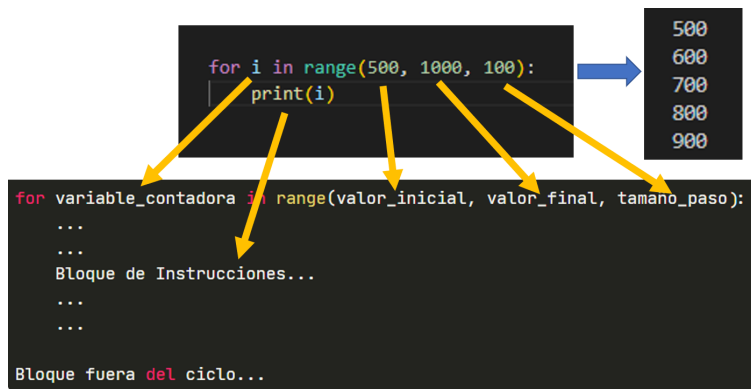 for i in range(500, 1000, 100):
print(i)
500
600
700
800
900
for variable_contadora in range(valor_inicial, valor_final, tamano_paso):
...
...
Bloque de Instrucciones...
...
...
Bloque fuera del ciclo...